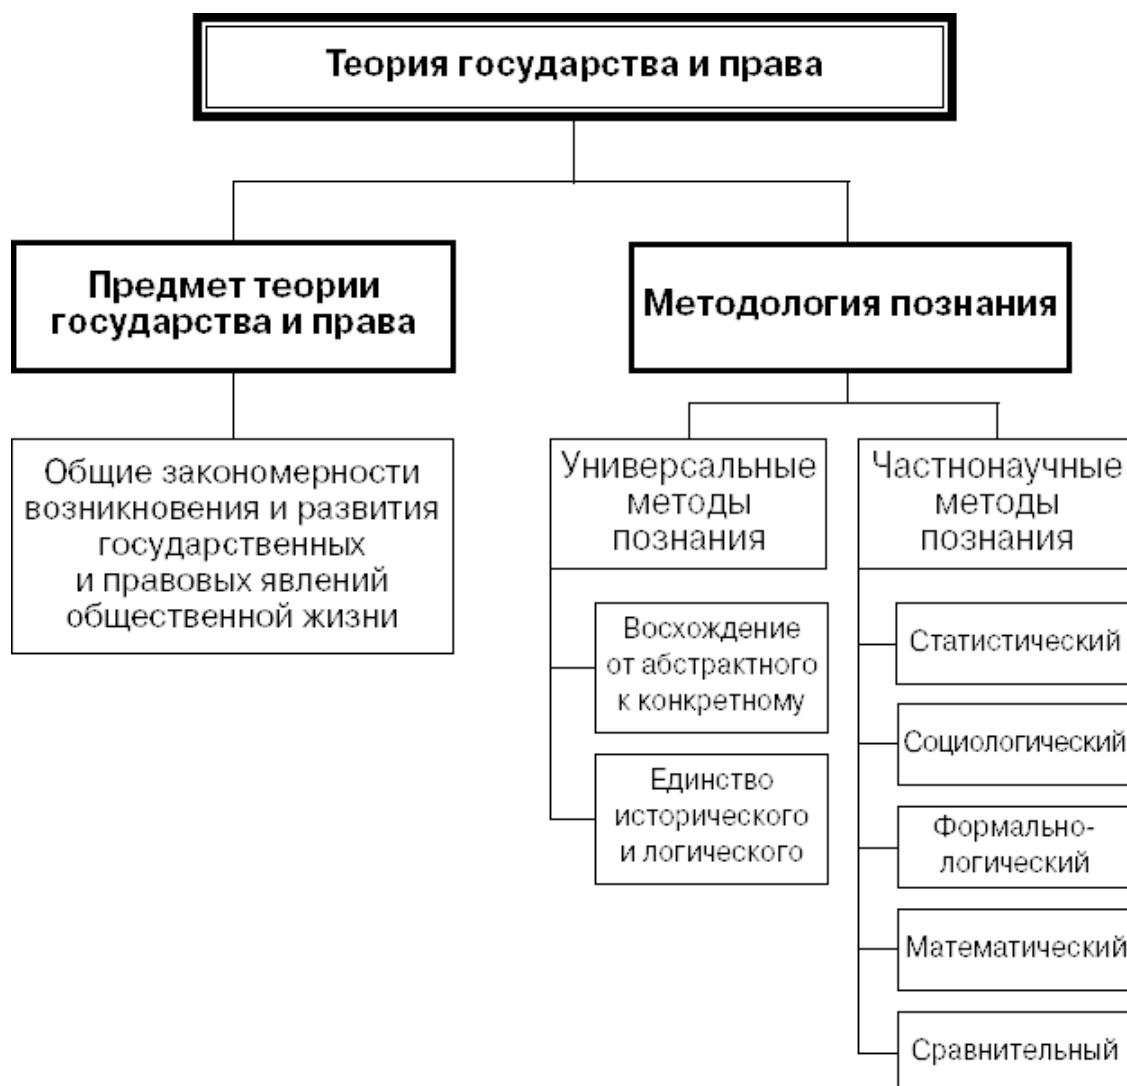 Теория государства и права
Предмет теории
государства и права
Методология познания
Общие закономерности
возникновения и развития
государственных
и правовых явлений
общественной жизни
Универсальные
методы
познания
Восхождение
от абстрактного
к конкретному
Единство
исторического
и логического
Частнонаучные
методы
познания
Статистический
Социологический
Формально-
логический
Математический
Сравнительный